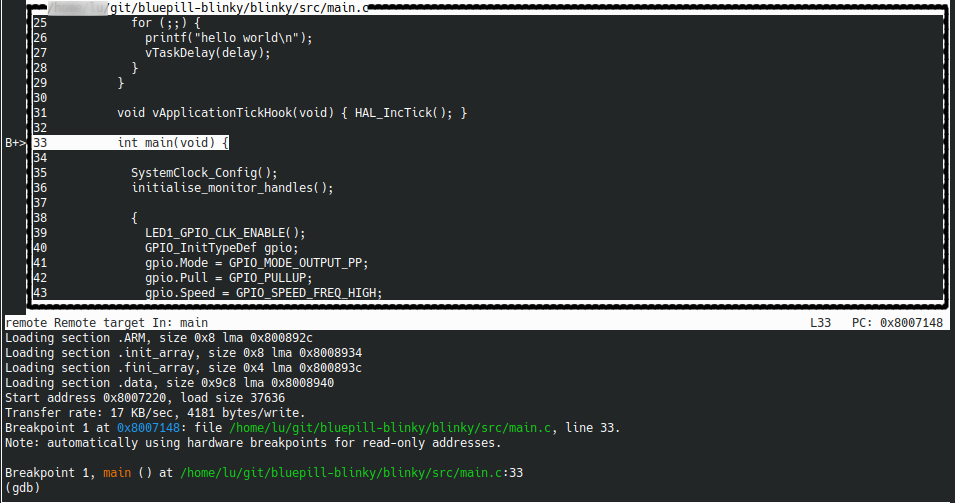 /home/lu/git/bluepill-blinky/blinky/src/main.c
25 for (;;) {
26 printf("hello world\n");
27 vTaskDelay(delay);
28 }
29 }
30
31 void vApplicationTickHook(void) { HAL_IncTick(); }
32
B+>33 int main(void) {
34
35 SystemClock_Config();
36 initialise_monitor_handles();
37
38 {
39 LED1_GPIO_CLK_ENABLE();
40 GPIO_InitTypeDef gpio;
41 gpio.Mode = GPIO_MODE_OUTPUT_PP;
42 gpio.Pull = GPIO_PULLUP;
43 gpio.Speed = GPIO_SPEED_FREQ_HIGH;
remote Remote target In: main L33 PC: 0x8007148
Loading section .ARM, size 0x8 lma 0x800892c
Loading section .init_array, size 0x8 lma 0x8008934
Loading section .fini_array, size 0x4 lma 0x800893c
Loading section .data, size 0x9c8 lma 0x8008940
Start address 0x8007220, load size 37636
Transfer rate: 17 KB/sec, 4181 bytes/write.
Breakpoint 1 at 0x8007148: file /home/lu/git/bluepill-blinky/blinky/src/main.c, line 33.
Note: automatically using hardware breakpoints for read-only addresses.
Breakpoint 1, main () at /home/lu/git/bluepill-blinky/blinky/src/main.c:33
(gdb)